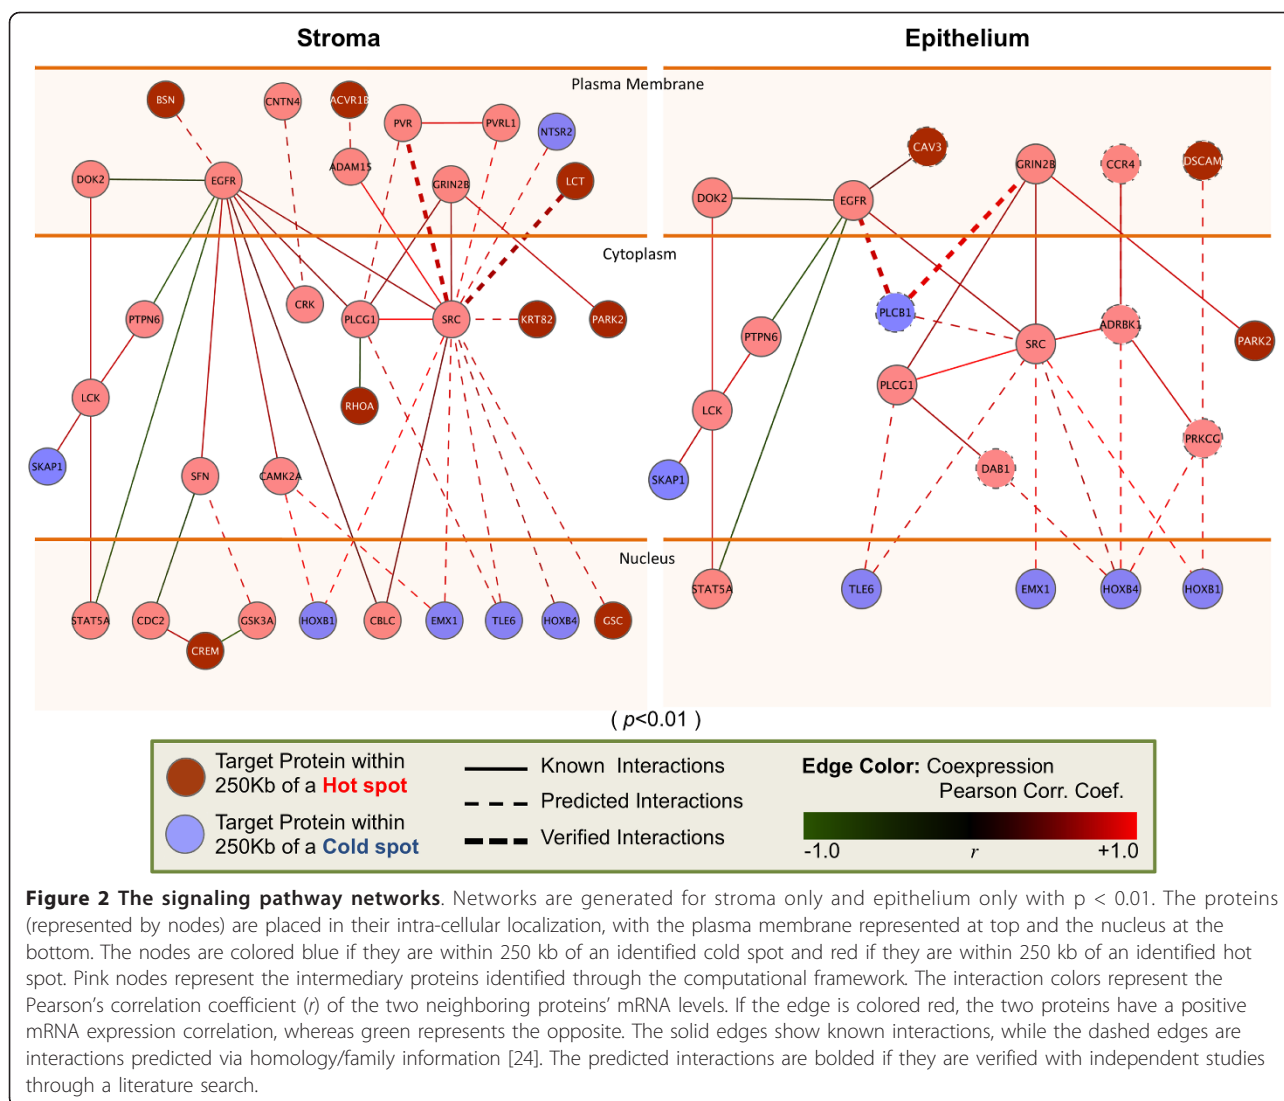 Stroma
Epithelium
Plasma Membrane
BSN
CNTN4
ACVR1B
PVR
PVRL1
NTSR2
DOK2
EGFR
ADAM15
GRIN2B
LCT
CAV3
GRIN2B
CCR4
DSCAM
DOK2
EGFR
Cytoplasm
PTPN6
CRK
PLCG1
SRC
KRT82
PARK2
LCK
RHOA
SKAP1
SFN
CAMK2A
PLCB1
PTPN6
SRC
ADRBK1
PARK2
PLCG1
LCK
PRKCG
SKAP1
DAB1
Nucleus
STAT5A
CDC2
GSK3A
HOXB1
CBLC
EMX1
TLE6
HOXB4
GSC
CREM
STAT5A
TLE6
EMX1
HOXB4
HOXB1
( p<0.01 )
Target Protein within
250Kb of a Hot spot
Target Protein within
250Kb of a Cold spot
Known Interactions
Predicted Interactions
Verified Interactions
Edge Color: Coexpression
Pearson Corr. Coef.
-1.0 r +1.0
Figure 2 The signaling pathway networks. Networks are generated for stroma only and epithelium only with p < 0.01. The proteins
(represented by nodes) are placed in their intra-cellular localization, with the plasma membrane represented at top and the nucleus at the
bottom. The nodes are colored blue if they are within 250 kb of an identified cold spot and red if they are within 250 kb of an identified hot
spot. Pink nodes represent the intermediary proteins identified through the computational framework. The interaction colors represent the
Pearson's correlation coefficient (r) of the two neighboring proteins' mRNA levels. If the edge is colored red, the two proteins have a positive
mRNA expression correlation, whereas green represents the opposite. The solid edges show known interactions, while the dashed edges are
interactions predicted via homology/family information [24]. The predicted interactions are bolded if they are verified with independent studies
through a literature search.